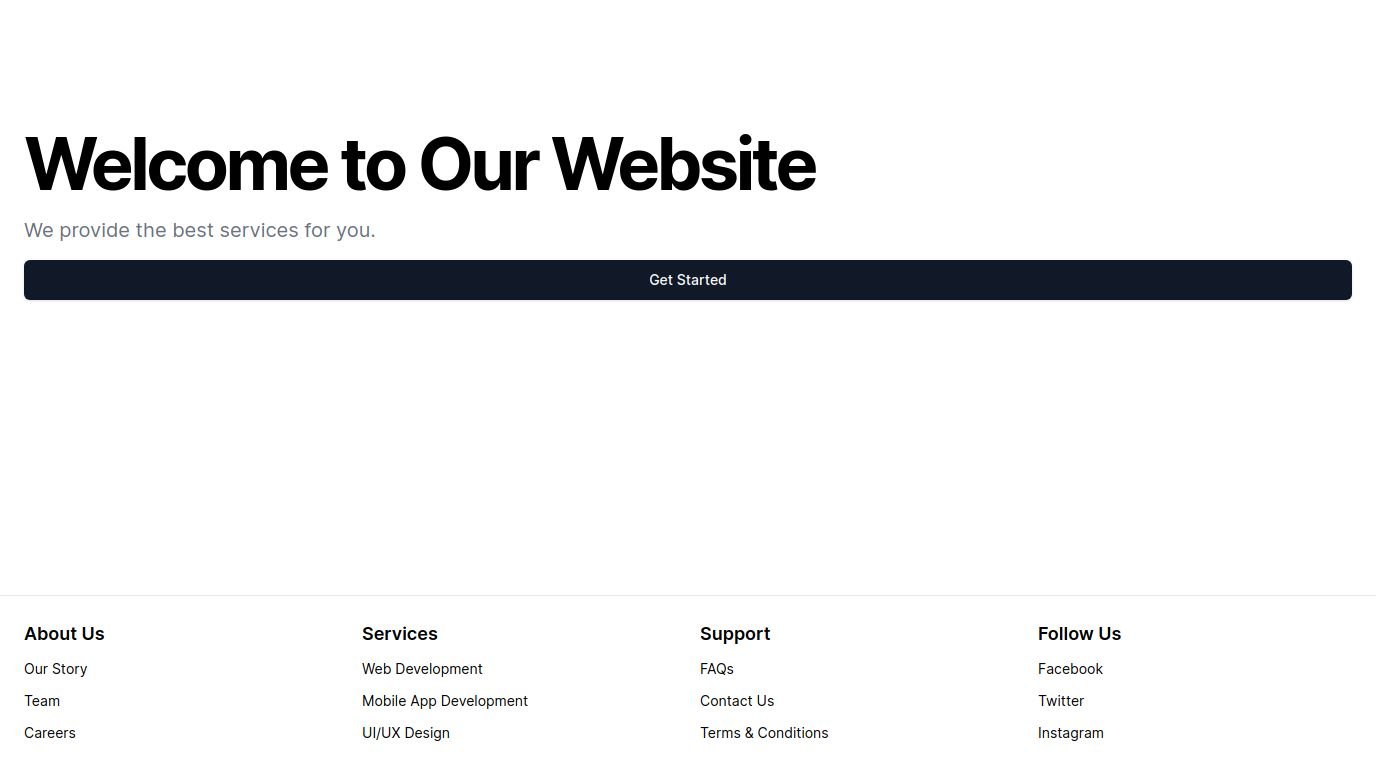 Welcome to Our Website
We provide the best services for you.
Get Started
About Us
Our Story
Team
Careers
Services
Web Development
Mobile App Development
UI/UX Design
Support
FAQs
Contact Us
Terms & Conditions
Follow Us
Facebook
Twitter
Instagram